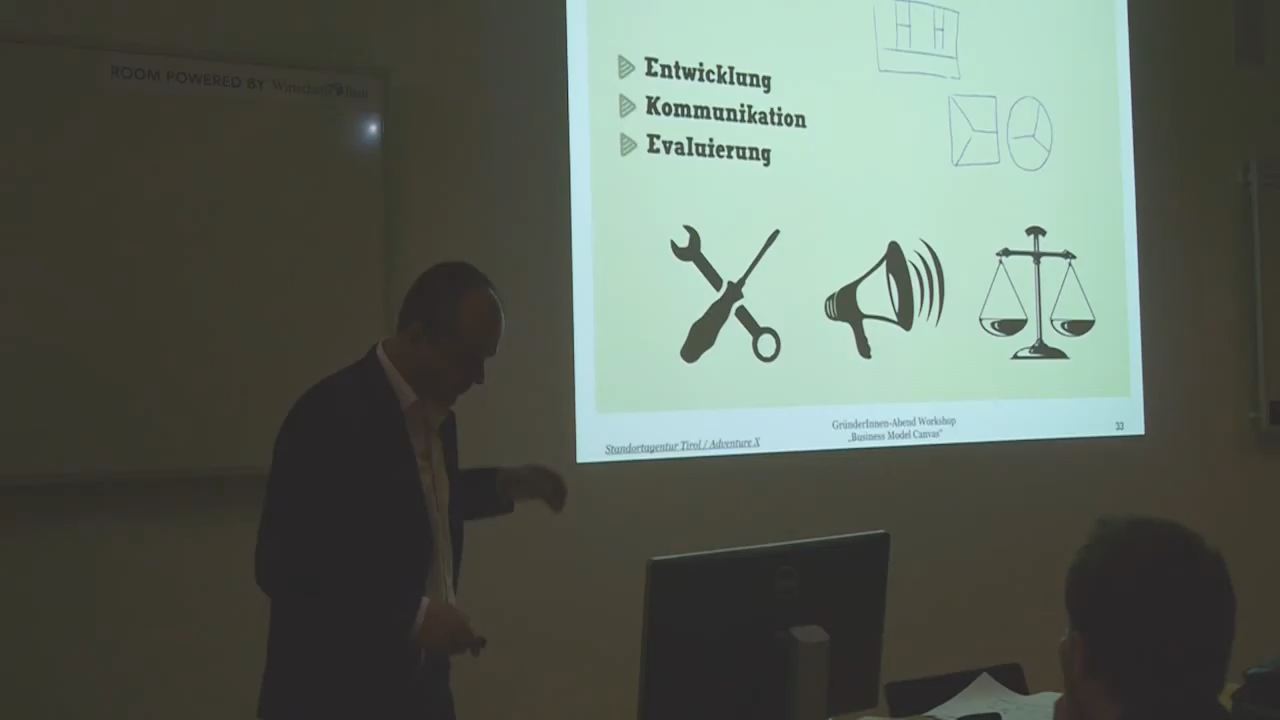 ROOM POWERED BY
H H
Entwicklung
Kommunikation
Evaluierung
GründerInnen-Abend Workshop
„Business Model Canvas"
Standortagentur Tirol / Adventure X
33